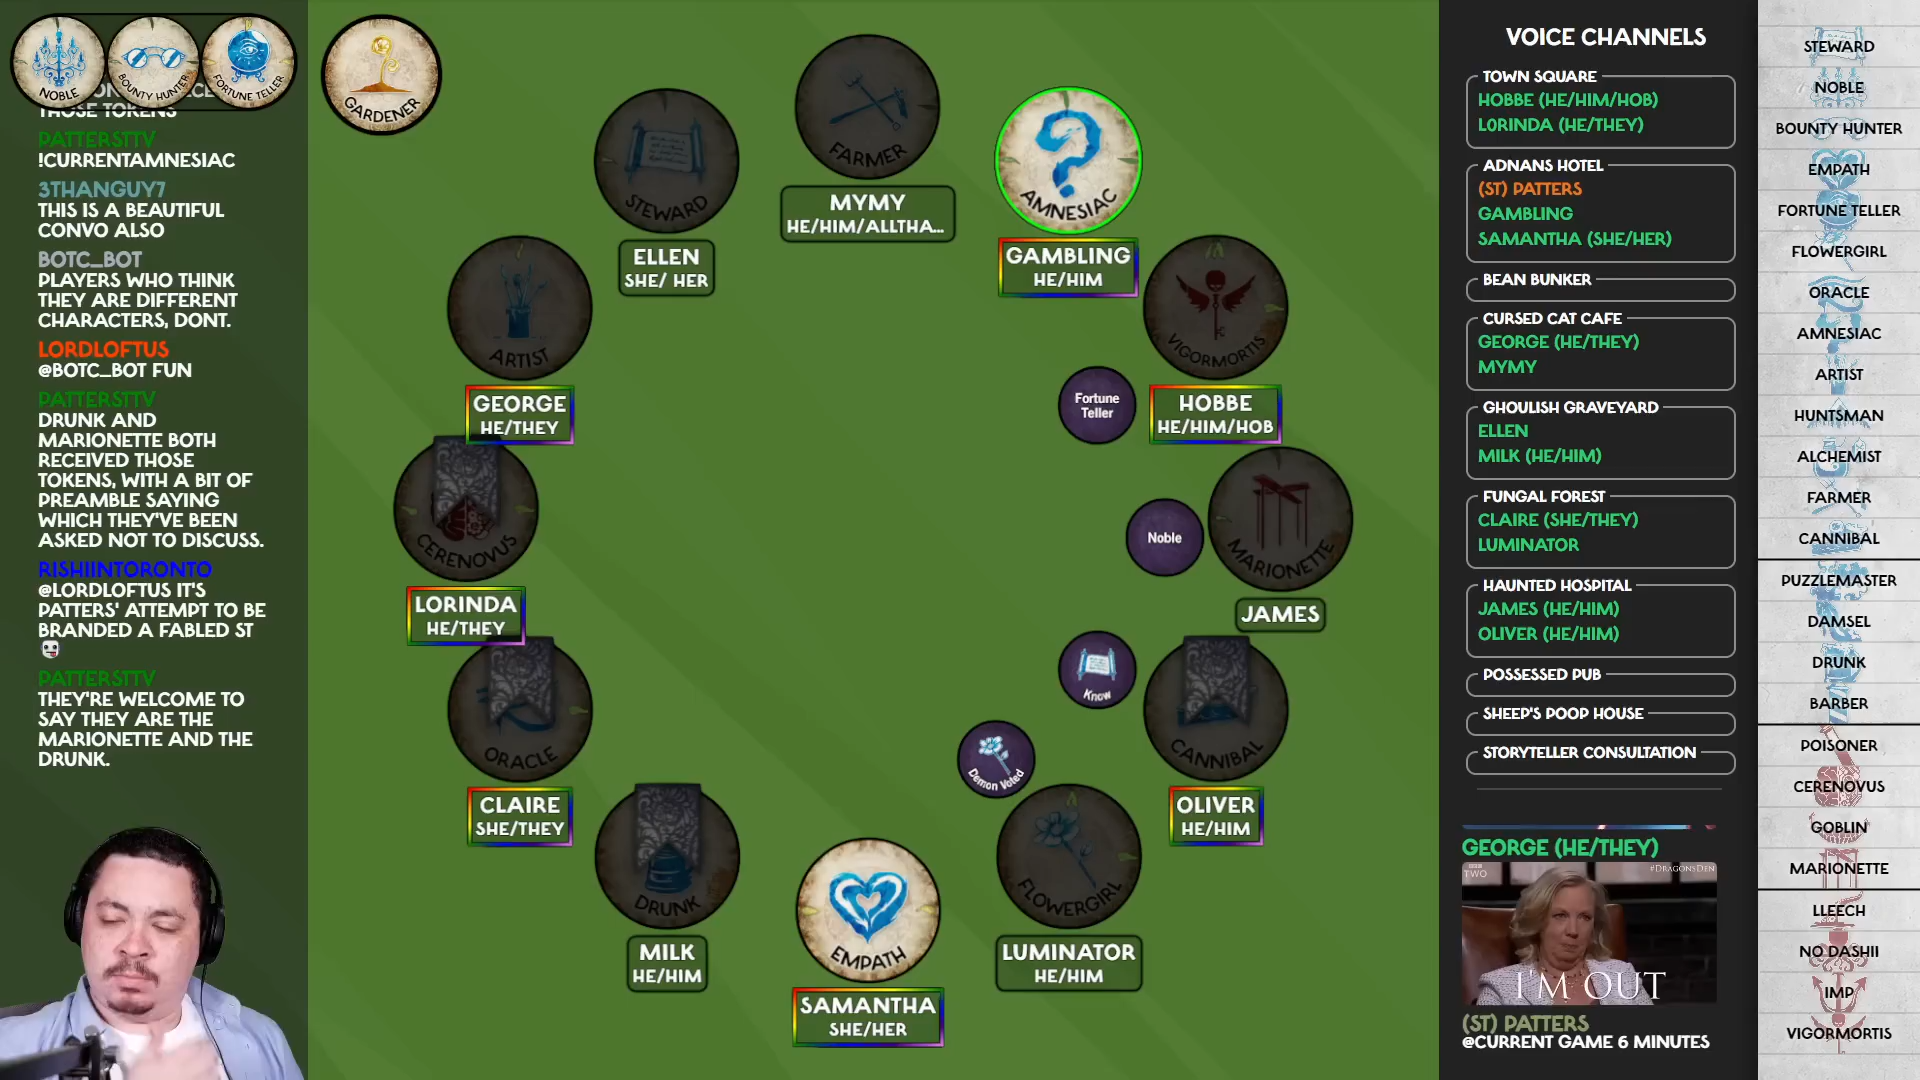 NOBLE
BOUNTY HUNTER
FORTUNE TELLER
THOSE TOKENS
PATTERSTTV
!CURRENTAMNESIAC
3THANGUY7
THIS IS A BEAUTIFUL
CONVO ALSO
BOTC_BOT
PLAYERS WHO THINK
THEY ARE DIFFERENT
CHARACTERS, DONT.
LORDLOFTUS
@BOTC_BOT FUN
PATTERSTTV
DRUNK AND
MARIONETTE BOTH
RECEIVED THOSE
TOKENS, WITH A BIT OF
PREAMBLE SAYING
WHICH THEY'VE BEEN
ASKED NOT TO DISCUSS.
RISHIINTORONTO
@LORDLOFTUS IT'S
PATTERS' ATTEMPT TO BE
BRANDED A FABLED ST
PATTERSTTV
THEY'RE WELCOME TO
SAY THEY ARE THE
MARIONETTE AND THE
DRUNK.
GARDENER
FARMER
MYMY
HE/HIM/ALLTHA...
AMNESIAC
GAMBLING
HE/HIM
VIGORMORTIS
HOBBE
HE/HIM/HOB
Fortune
Teller
MARIONETTE
JAMES
Noble
CANNIBAL
OLIVER
HE/HIM
Know
FLOWERGIRL
LUMINATOR
HE/HIM
Demon Voted
EMPATH
SAMANTHA
SHE/HER
DRUNK
MILK
HE/HIM
ORACLE
CLAIRE
SHE/THEY
CERENOVUS
LORINDA
HE/THEY
ARTIST
GEORGE
HE/THEY
STEWARD
ELLEN
SHE/ HER
VOICE CHANNELS
TOWN SQUARE
HOBBE (HE/HIM/HOB)
LORINDA (HE/THEY)
ADNANS HOTEL
(ST) PATTERS
GAMBLING
SAMANTHA (SHE/HER)
BEAN BUNKER
CURSED CAT CAFE
GEORGE (HE/THEY)
MYMY
GHOULISH GRAVEYARD
ELLEN
MILK (HE/HIM)
FUNGAL FOREST
CLAIRE (SHE/THEY)
LUMINATOR
HAUNTED HOSPITAL
JAMES (HE/HIM)
OLIVER (HE/HIM)
POSSESSED PUB
SHEEP'S POOP HOUSE
STORYTELLER CONSULTATION
GEORGE (HE/THEY)
BBC
TWO
#DRAGONSDEN
I'M OUT
(ST) PATTERS
@CURRENT GAME 6 MINUTES
STEWARD
NOBLE
BOUNTY HUNTER
EMPATH
FORTUNE TELLER
FLOWERGIRL
ORACLE
AMNESIAC
ARTIST
HUNTSMAN
ALCHEMIST
FARMER
CANNIBAL
PUZZLEMASTER
DAMSEL
DRUNK
BARBER
POISONER
CERENOVUS
GOBLIN
MARIONETTE
LLEECH
NO DASHII
IMP
VIGORMORTIS